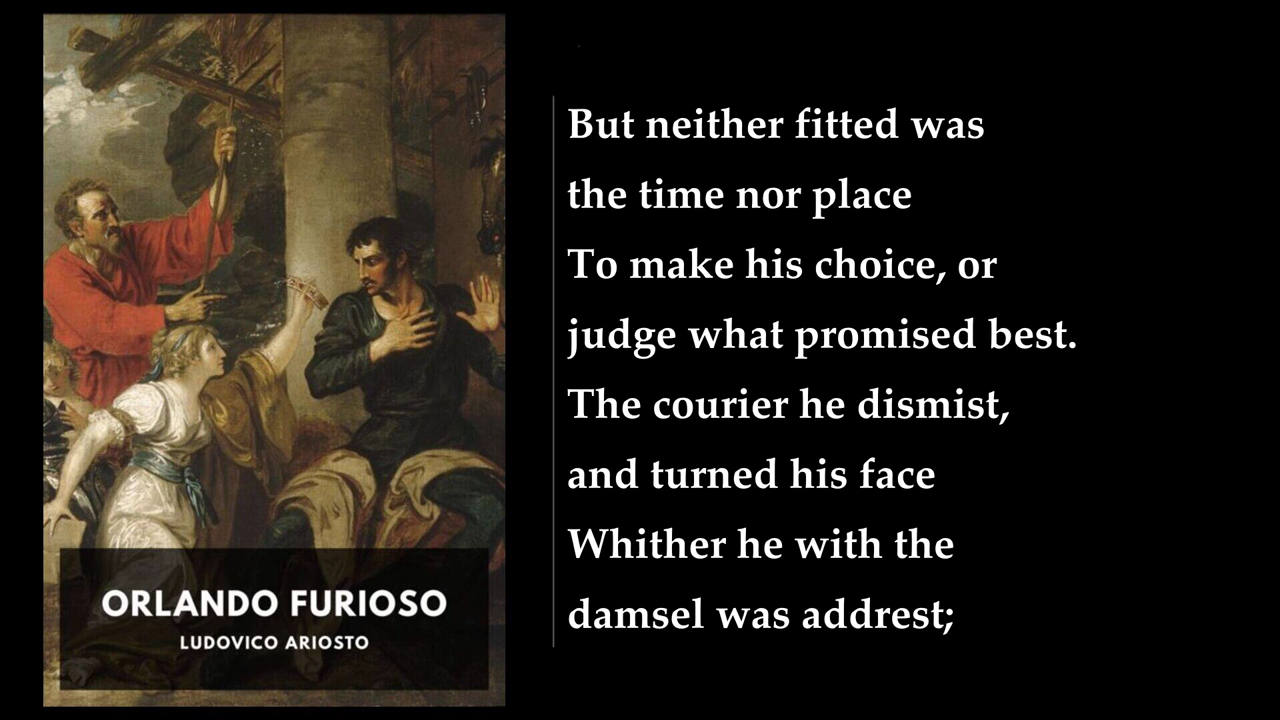 ORLANDO FURIOSO
LUDOVICO ARIOSTO
But neither fitted was
the time nor place
To make his choice, or
judge what promised best.
The courier he dismist,
and turned his face
Whither he with the
damsel was addrest;